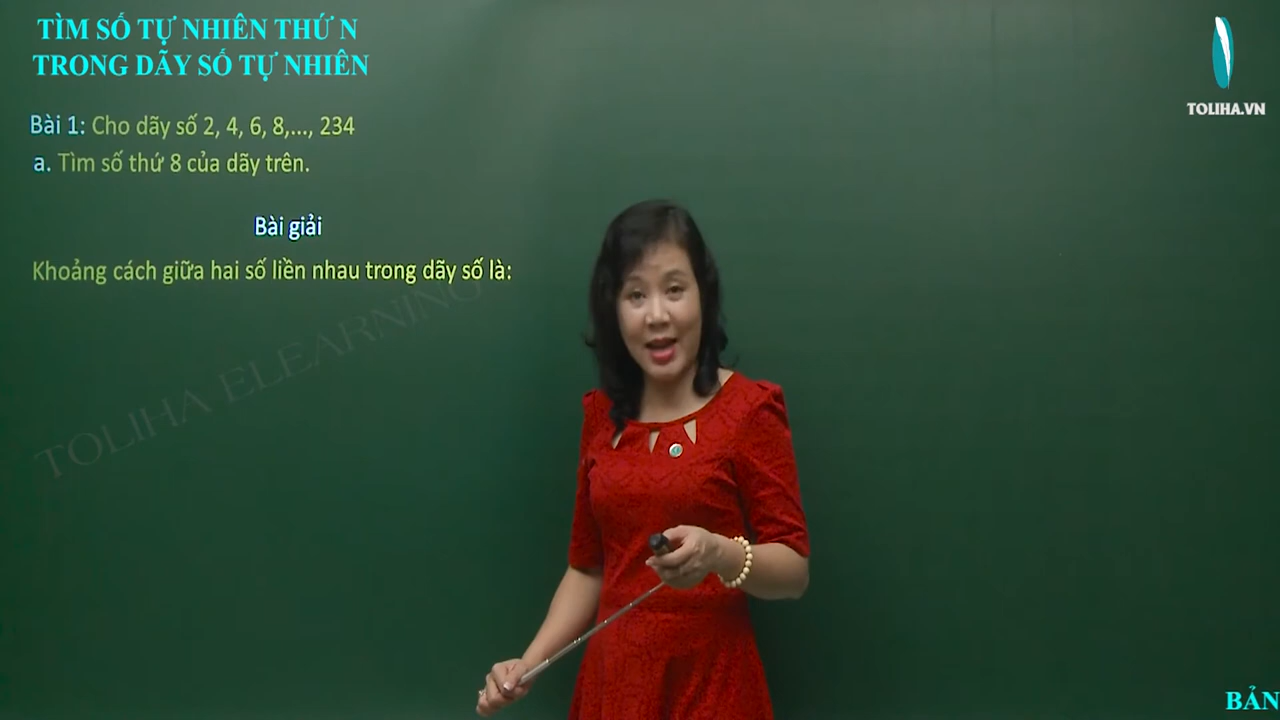 TÌM SỐ TỰ NHIÊN THỨ N
TRONG DÃY SỐ TỰ NHIÊN
TOLIHA.VN
Bài 1: Cho dãy số 2, 4, 6, 8,..., 234
a. Tìm số thứ 8 của dãy trên.
Bài giải
Khoảng cách giữa hai số liền nhau trong dãy số là:
TOLIHA ELEARNING
BẢN